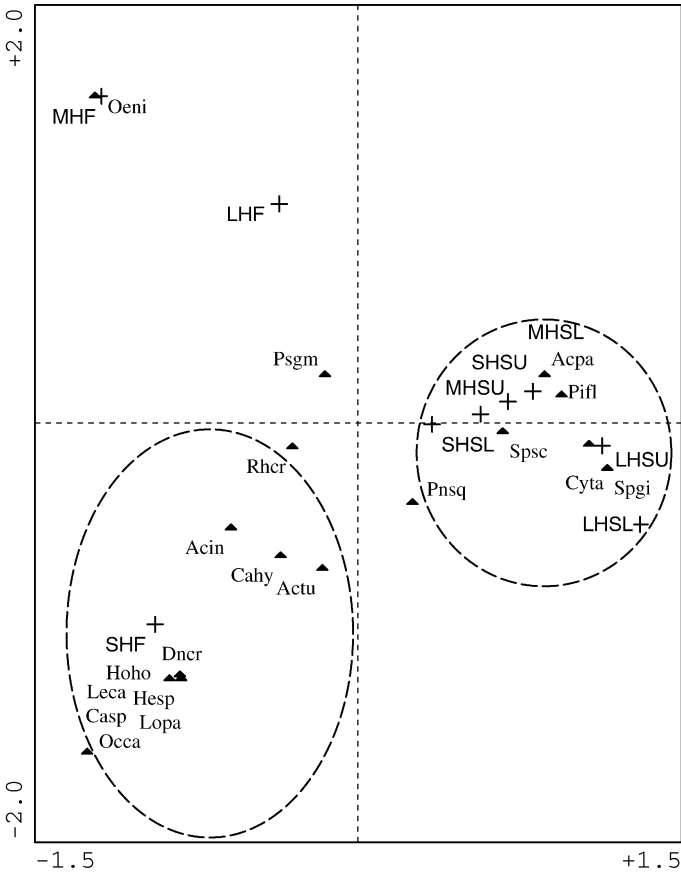 +2.0
Oeni
MHF
LHF
MHSL
Psgm
SHSU
Acpa
MHSU
Pifl
SHSL
Spsc
LHSU
Rhcr
Cyta
Spgi
Pnsq
LHSL
Acin
Cahy
Actu
SHF
Dncr
Hoho
Leca
Hesp
Casp
Lopa
Occa
-2.0
-1.5
+1.5